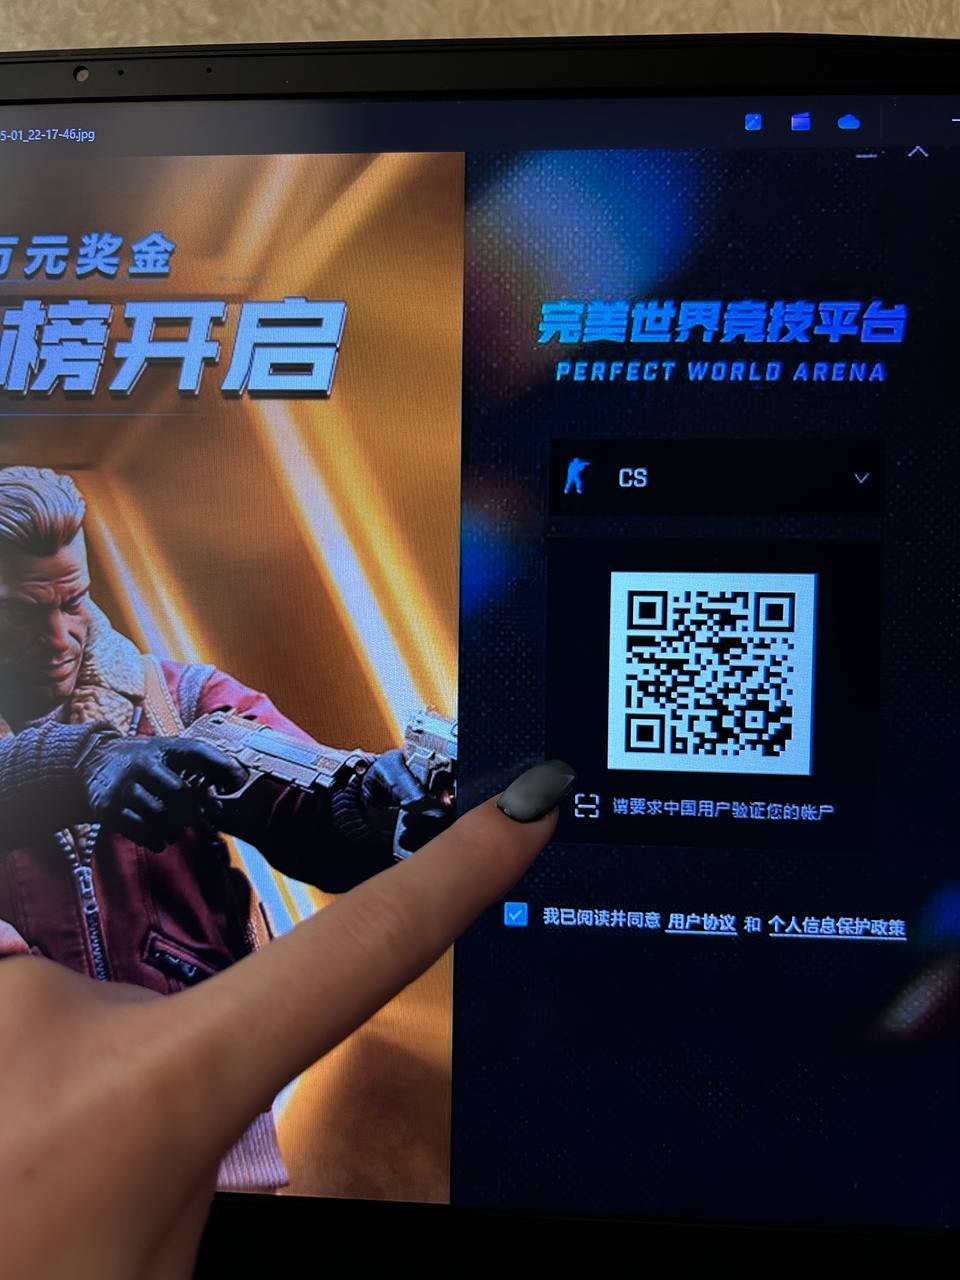 5-01_22-17-46.jpg
万元奖金
榜开启
完美世界竞技平台
PERFECT WORLD ARENA
CS
请要求中国用户验证您的帐户
我已阅读并同意 用户协议 和 个人信息保护政策